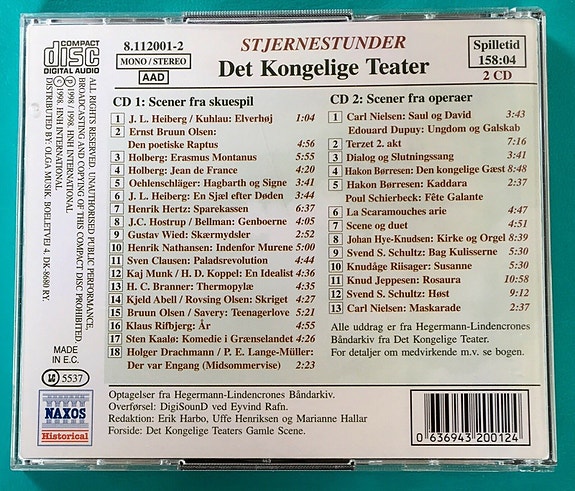 COMPACT
disc
DIGITAL AUDIO
8.112001-2
MONO / STEREO
AAD
STJERNESTUNDER
Det Kongelige Teater
Spilletid
158:04
2 CD
ALL RIGHTS RESERVED. UNAUTHORISED PUBLIC PERFORMANCE,
BROADCASTING AND COPYING OF THIS COMPACT DISC PROHIBITED.
℗ 1998 / 1998. HNH INTERNATIONAL
©1998. HNH INTERNATIONAL
DISTRIBUTED BY: OLGA MUSIK. BOELETVEJ 4. DK-8680 RY.
CD 1: Scener fra skuespil
1 J. L. Heiberg / Kuhlau: Elverhøj 1:04
2 Ernst Bruun Olsen:
Den poetiske Raptus 4:56
3 Holberg: Erasmus Montanus 5:55
4 Holberg: Jean de France 4:20
5 Oehlenschläger: Hagbarth og Signe 3:41
6 J. L. Heiberg: En Sjæl efter Døden 3:44
7 Henrik Hertz: Sparekassen 6:37
8 J.C. Hostrup / Bellman: Genboerne 4:05
9 Gustav Wied: Skærmydsler 2:52
10 Henrik Nathansen: Indenfor Murene 5:00
11 Sven Clausen: Paladsrevolution 4:44
12 Kaj Munk / H. D. Koppel: En Idealist 4:36
13 H. C. Branner: Thermopylæ 4:35
14 Kjeld Abell / Rovsing Olsen: Skriget 4:27
15 Bruun Olsen / Savery: Teenagerlove 5:21
16 Klaus Rifbjerg: År 4:55
17 Sten Kaalø: Komedie i Grænselandet 4:26
18 Holger Drachmann / P. E. Lange-Müller:
Der var Engang (Midsommervise) 2:23
CD 2: Scener fra operaer
1 Carl Nielsen: Saul og David 3:43
Edouard Dupuy: Ungdom og Galskab
2 Terzet 2. akt 7:16
3 Dialog og Slutningssang 3:41
4 Hakon Børresen: Den kongelige Gæst 8:48
5 Hakon Børresen: Kaddara 2:37
Poul Schierbeck: Fête Galante
6 La Scaramouches arie 4:47
7 Scene og duet 4:51
8 Johan Hye-Knudsen: Kirke og Orgel 8:39
9 Svend S. Schultz: Bag Kulisserne 5:30
10 Knudåge Riisager: Susanne 5:30
11 Knud Jeppesen: Rosaura 10:58
12 Svend S. Schultz: Høst 9:12
13 Carl Nielsen: Maskarade 2:37
Alle uddrag er fra Hegermann-Lindencrones
Båndarkiv fra Det Kongelige Teater.
For detaljer om medvirkende m.v. se bogen.
MADE
IN E.C.
LC 5537
NAXOS
Historical
Optagelser fra Hegermann-Lindencrones Båndarkiv.
Overførsel: DigiSounD ved Eyvind Rafn.
Redaktion: Erik Harbo, Uffe Henriksen og Marianne Hallar
Forside: Det Kongelige Teaters Gamle Scene.
0 636943 200124